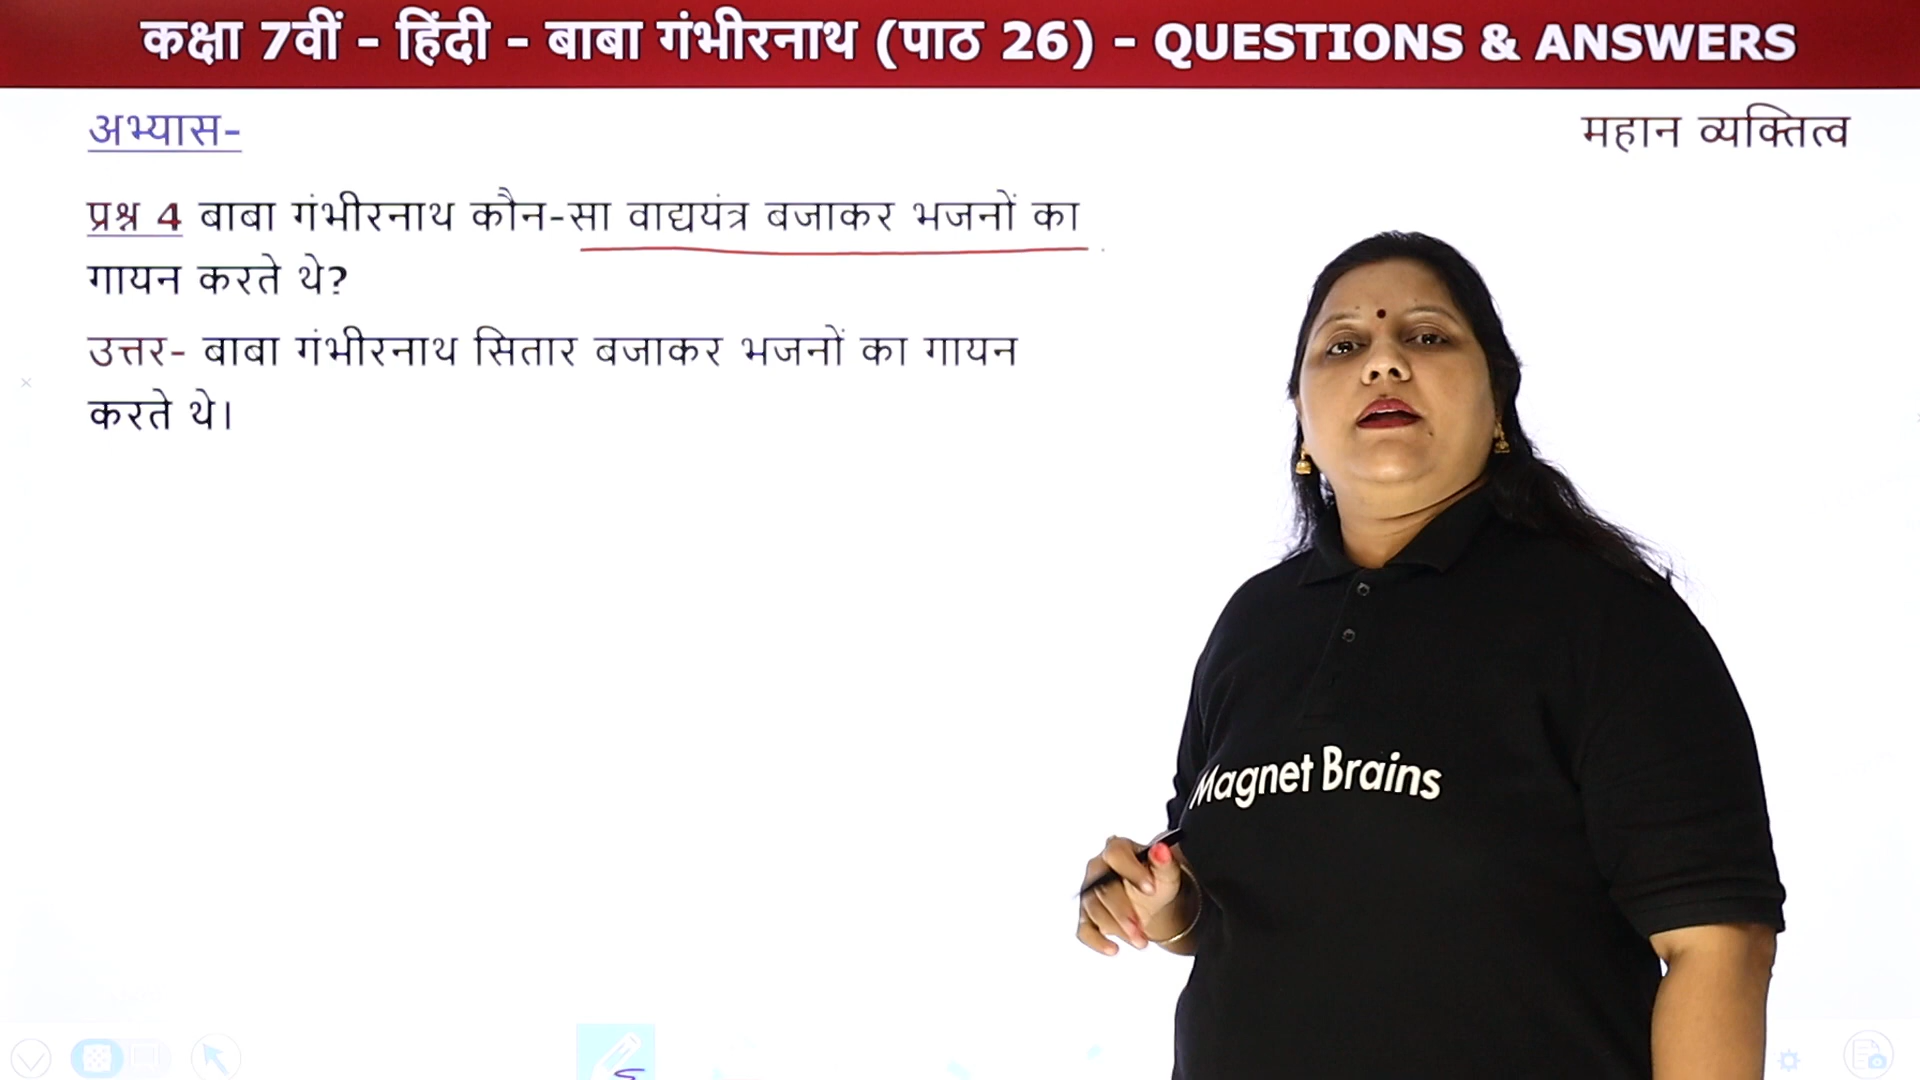 कक्षा 7वीं - हिंदी - बाबा गंभीरनाथ (पाठ 26) - QUESTIONS & ANSWERS
अभ्यास-
महान व्यक्तित्व
प्रश्न 4 बाबा गंभीरनाथ कौन-सा वाद्ययंत्र बजाकर भजनों का
गायन करते थे?
उत्तर- बाबा गंभीरनाथ सितार बजाकर भजनों का गायन
करते थे।
Magnet Brains